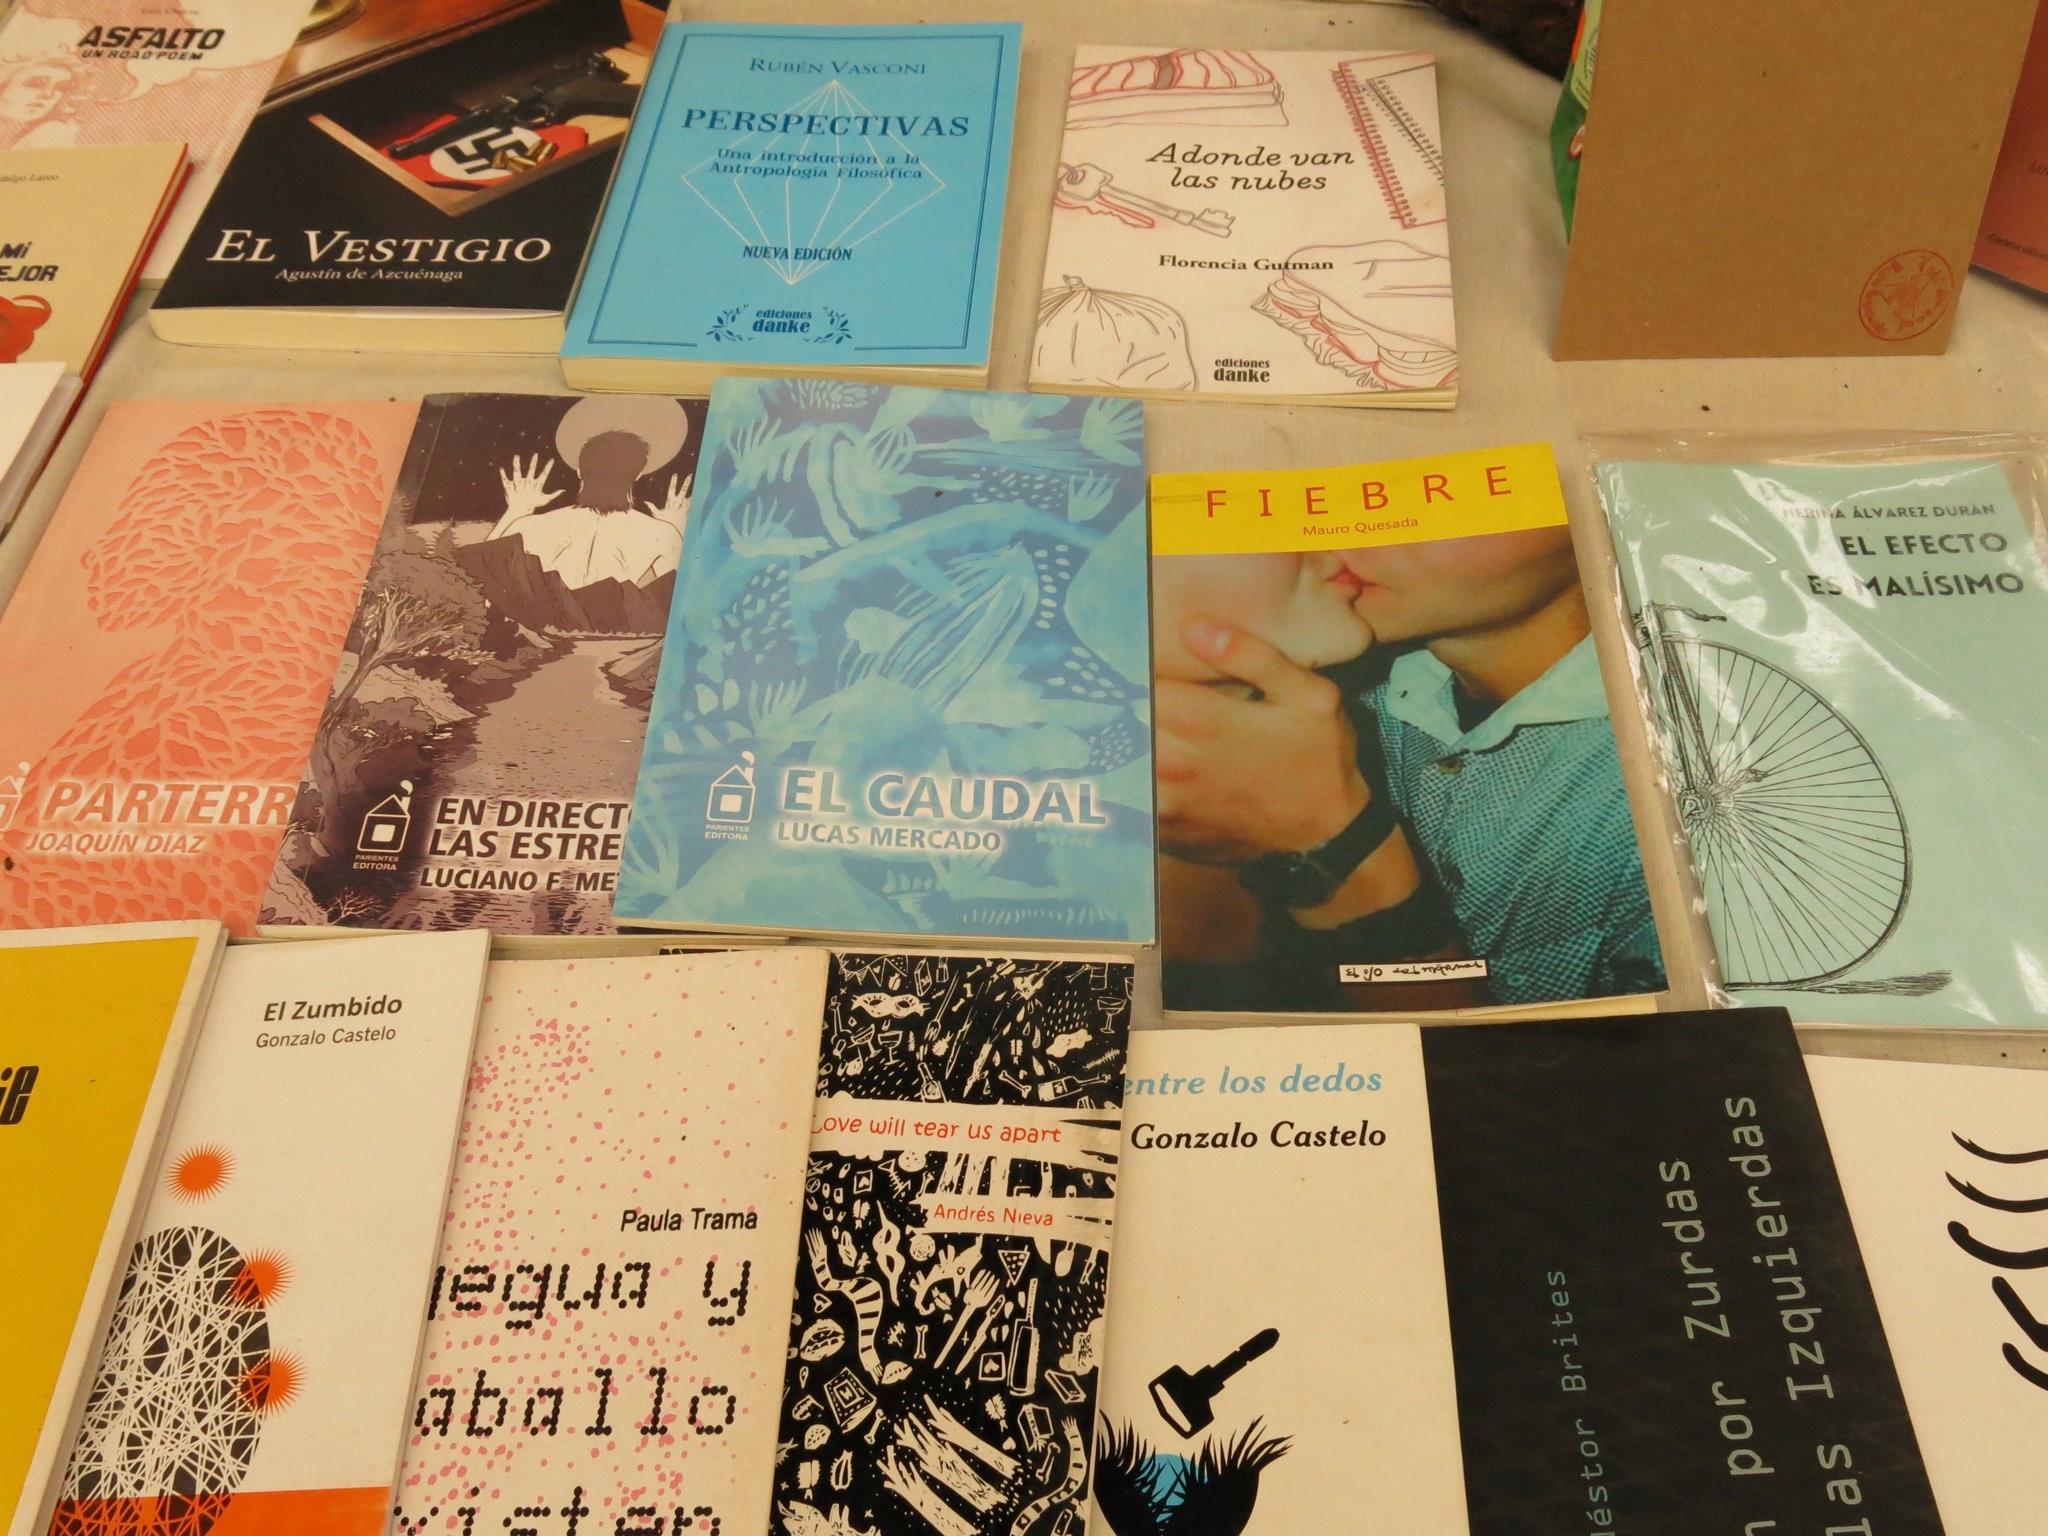 ASFALTO
UN ROAD POEM
EL VESTIGIO
Agustín de Azcuénaga
RUBÉN VASCONI
PERSPECTIVAS
Una introducción a la
Antropología Filosófica
NUEVA EDICIÓN
ediciones
danke
Adonde van
las nubes
Florencia Gutman
ediciones
danke
Mi
EJOR
PARTERR
JOAQUÍN DÍAZ
EN DIRECT
LAS ESTRE
LUCIANO F. ME
PARIENTES
EDITORA
EL CAUDAL
LUCAS MERCADO
PARIENTES
EDITORA
FIEBRE
Mauro Quesada
NERINA ÁLVAREZ DURÁN
EL EFECTO
ES MALÍSIMO
ie
El Zumbido
Gonzalo Castelo
Paula Trama
egua y
aballo
Love will tear us apart
Andrés Nieva
entre los dedos
Gonzalo Castelo
éstor Brites
n por Zurdas
las Izquierdas